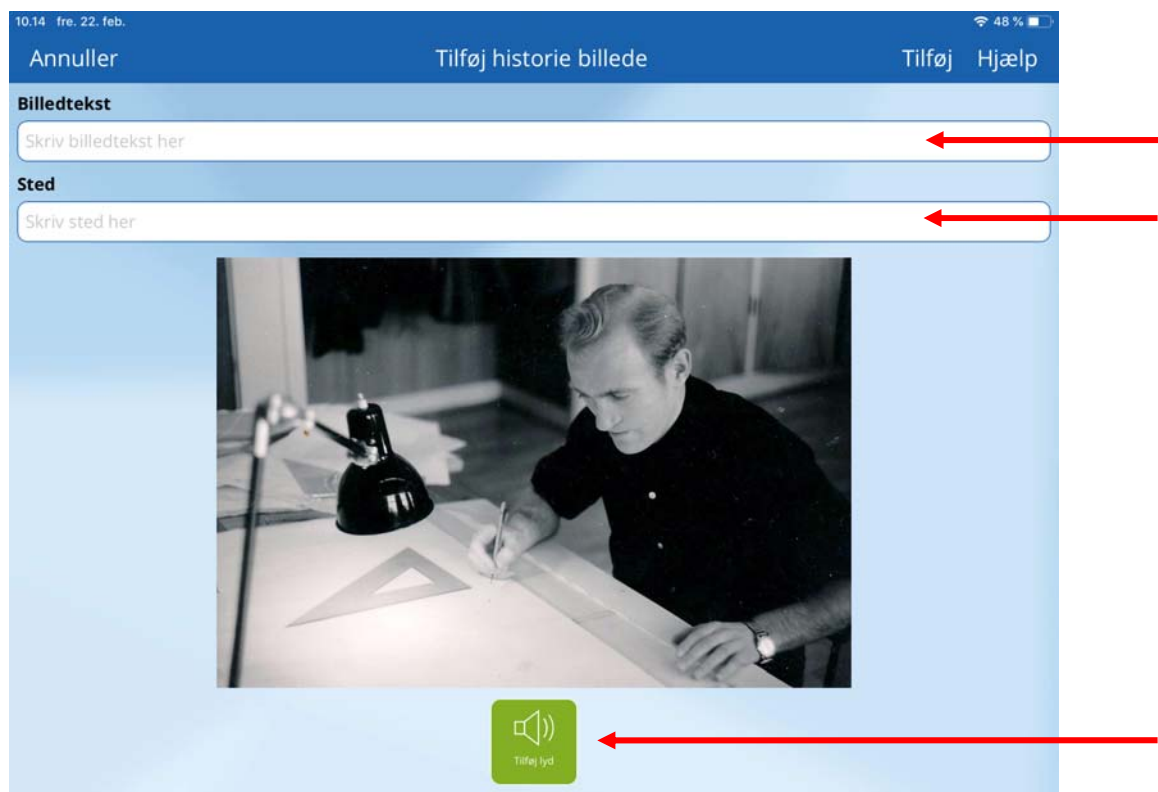 10.14 fre. 22. feb. 48 %
Annuller Tilføj historie billede Tilføj Hjælp
Billedtekst
Skriv billedtekst her
Sted
Skriv sted her
Tilføj lyd